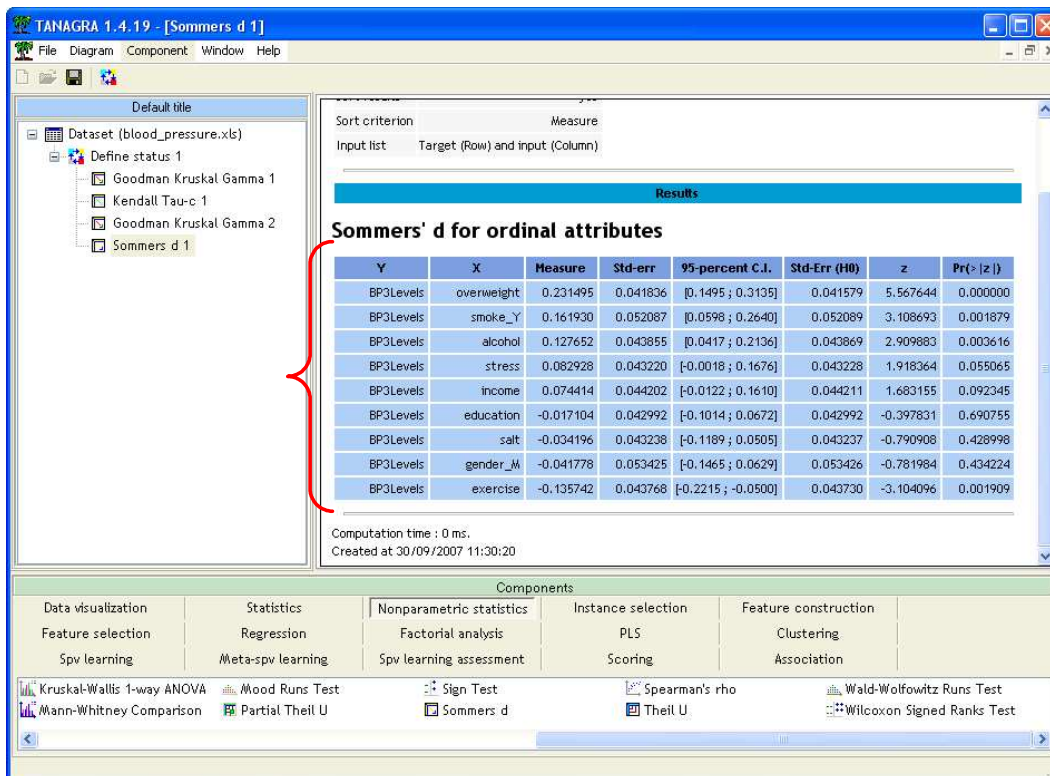 TANAGRA 1.4.19 - [Sommers d 1]
File Diagram Component Window Help
Default title
Dataset (blood_pressure.xls)
Define status 1
Goodman Kruskal Gamma 1
Kendall Tau-c 1
Goodman Kruskal Gamma 2
Sommers d 1
Sort criterion Measure
Input list Target (Row) and input (Column)
Results
Sommers' d for ordinal attributes
Y X Measure Std-err 95-percent C.I. Std-Err (H0) z Pr(>|z|)
BP3Levels overweight 0.231495 0.041836 [0.1495 ; 0.3135] 0.041579 5.567644 0.000000
BP3Levels smoke_Y 0.161930 0.052087 [0.0598 ; 0.2640] 0.052089 3.108693 0.001879
BP3Levels alcohol 0.127652 0.043855 [0.0417 ; 0.2136] 0.043869 2.909883 0.003616
BP3Levels stress 0.082928 0.043220 [-0.0018 ; 0.1676] 0.043228 1.918364 0.055065
BP3Levels income 0.074414 0.044202 [-0.0122 ; 0.1610] 0.044211 1.683155 0.092345
BP3Levels education -0.017104 0.042992 [-0.1014 ; 0.0672] 0.042992 -0.397831 0.690755
BP3Levels salt -0.034196 0.043238 [-0.1189 ; 0.0505] 0.043237 -0.790908 0.428998
BP3Levels gender_M -0.041778 0.053425 [-0.1465 ; 0.0629] 0.053426 -0.781984 0.434224
BP3Levels exercise -0.135742 0.043768 [-0.2215 ; -0.0500] 0.043730 -3.104096 0.001909
Computation time : 0 ms.
Created at 30/09/2007 11:30:20
Components
Data visualization Statistics Nonparametric statistics Instance selection Feature construction
Feature selection Regression Factorial analysis PLS Clustering
Spv learning Meta-spv learning Spv learning assessment Scoring Association
Kruskal-Wallis 1-way ANOVA Mood Runs Test Sign Test Spearman's rho Wald-Wolfowitz Runs Test
Mann-Whitney Comparison Partial Theil U Sommers d Theil U Wilcoxon Signed Ranks Test